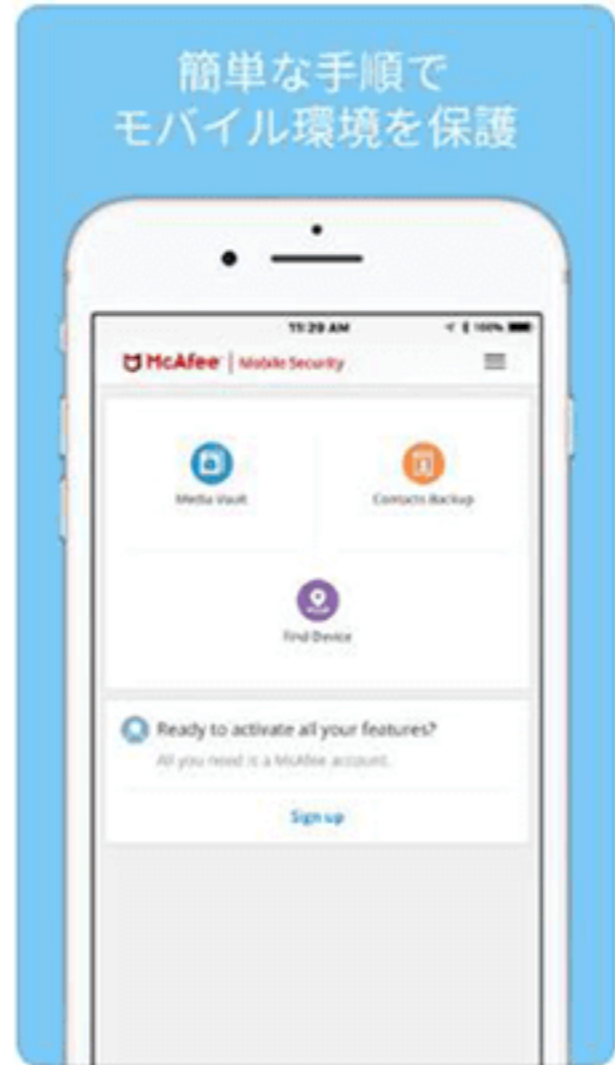 簡単な手順で
モバイル環境を保護
11:29 AM
100%
McAfee | Mobile Security
Media Vault
Contacts Backup
Find Device
Ready to activate all your features?
All you need is a McAfee account.
Sign up